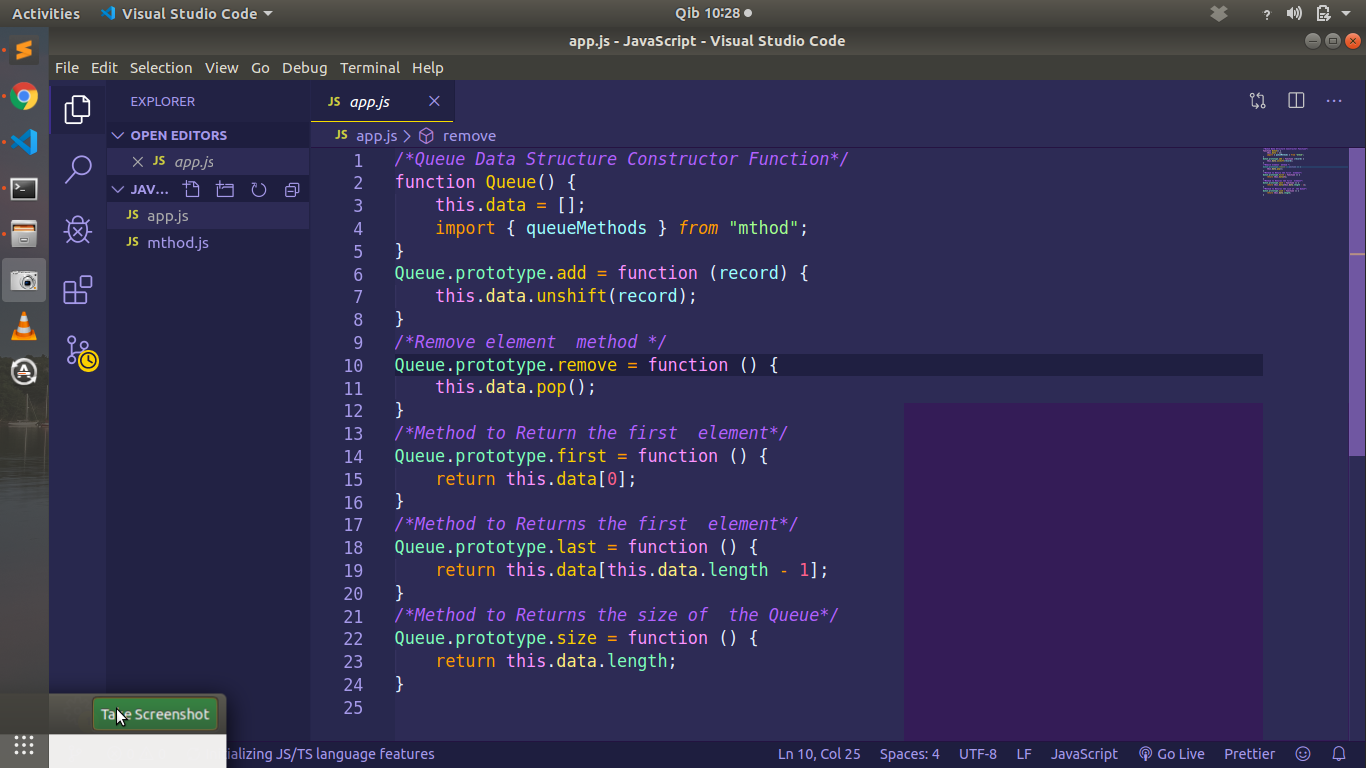 Activities Visual Studio Code Qib 10:28
app.js - JavaScript - Visual Studio Code
File Edit Selection View Go Debug Terminal Help
EXPLORER
OPEN EDITORS
JS app.js
JAV...
JS app.js
JS mthod.js
JS app.js
JS app.js > remove
1 /*Queue Data Structure Constructor Function*/
2 function Queue() {
3 this.data = [];
4 import { queueMethods } from "mthod";
5 }
6 Queue.prototype.add = function (record) {
7 this.data.unshift(record);
8 }
9 /*Remove element  method */
10 Queue.prototype.remove = function () {
11 this.data.pop();
12 }
13 /*Method to Return the first  element*/
14 Queue.prototype.first = function () {
15 return this.data[0];
16 }
17 /*Method to Returns the first  element*/
18 Queue.prototype.last = function () {
19 return this.data[this.data.length - 1];
20 }
21 /*Method to Returns the size of  the Queue*/
22 Queue.prototype.size = function () {
23 return this.data.length;
24 }
25
Take Screenshot
ializing JS/TS language features Ln 10, Col 25 Spaces: 4 UTF-8 LF JavaScript Go Live Prettier